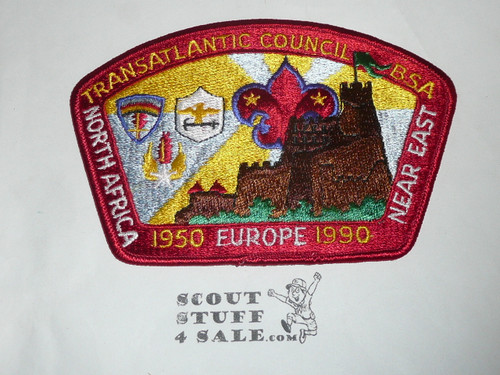 TRANSATLANTIC COUNCIL BSA
NORTH AFRICA
NEAR EAST
1950 EUROPE 1990
SCOUT
STUFF
4 SALE.com